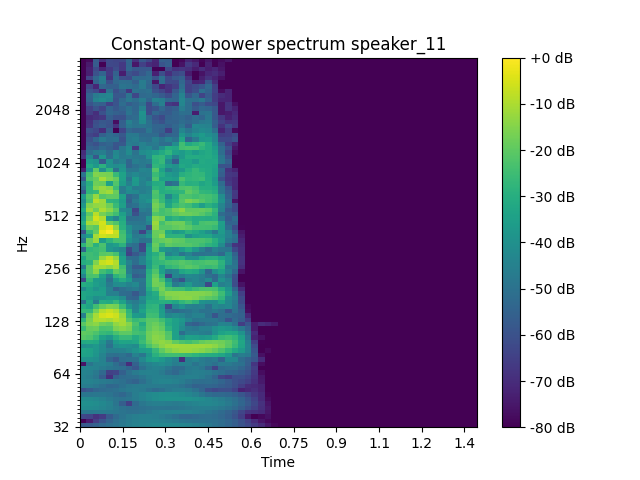 Constant-Q power spectrum speaker_11
Hz
2048
1024
512
256
128
64
32
0 0.15 0.3 0.45 0.6 0.75 0.9 1.1 1.2 1.4
Time
+0 dB
-10 dB
-20 dB
-30 dB
-40 dB
-50 dB
-60 dB
-70 dB
-80 dB